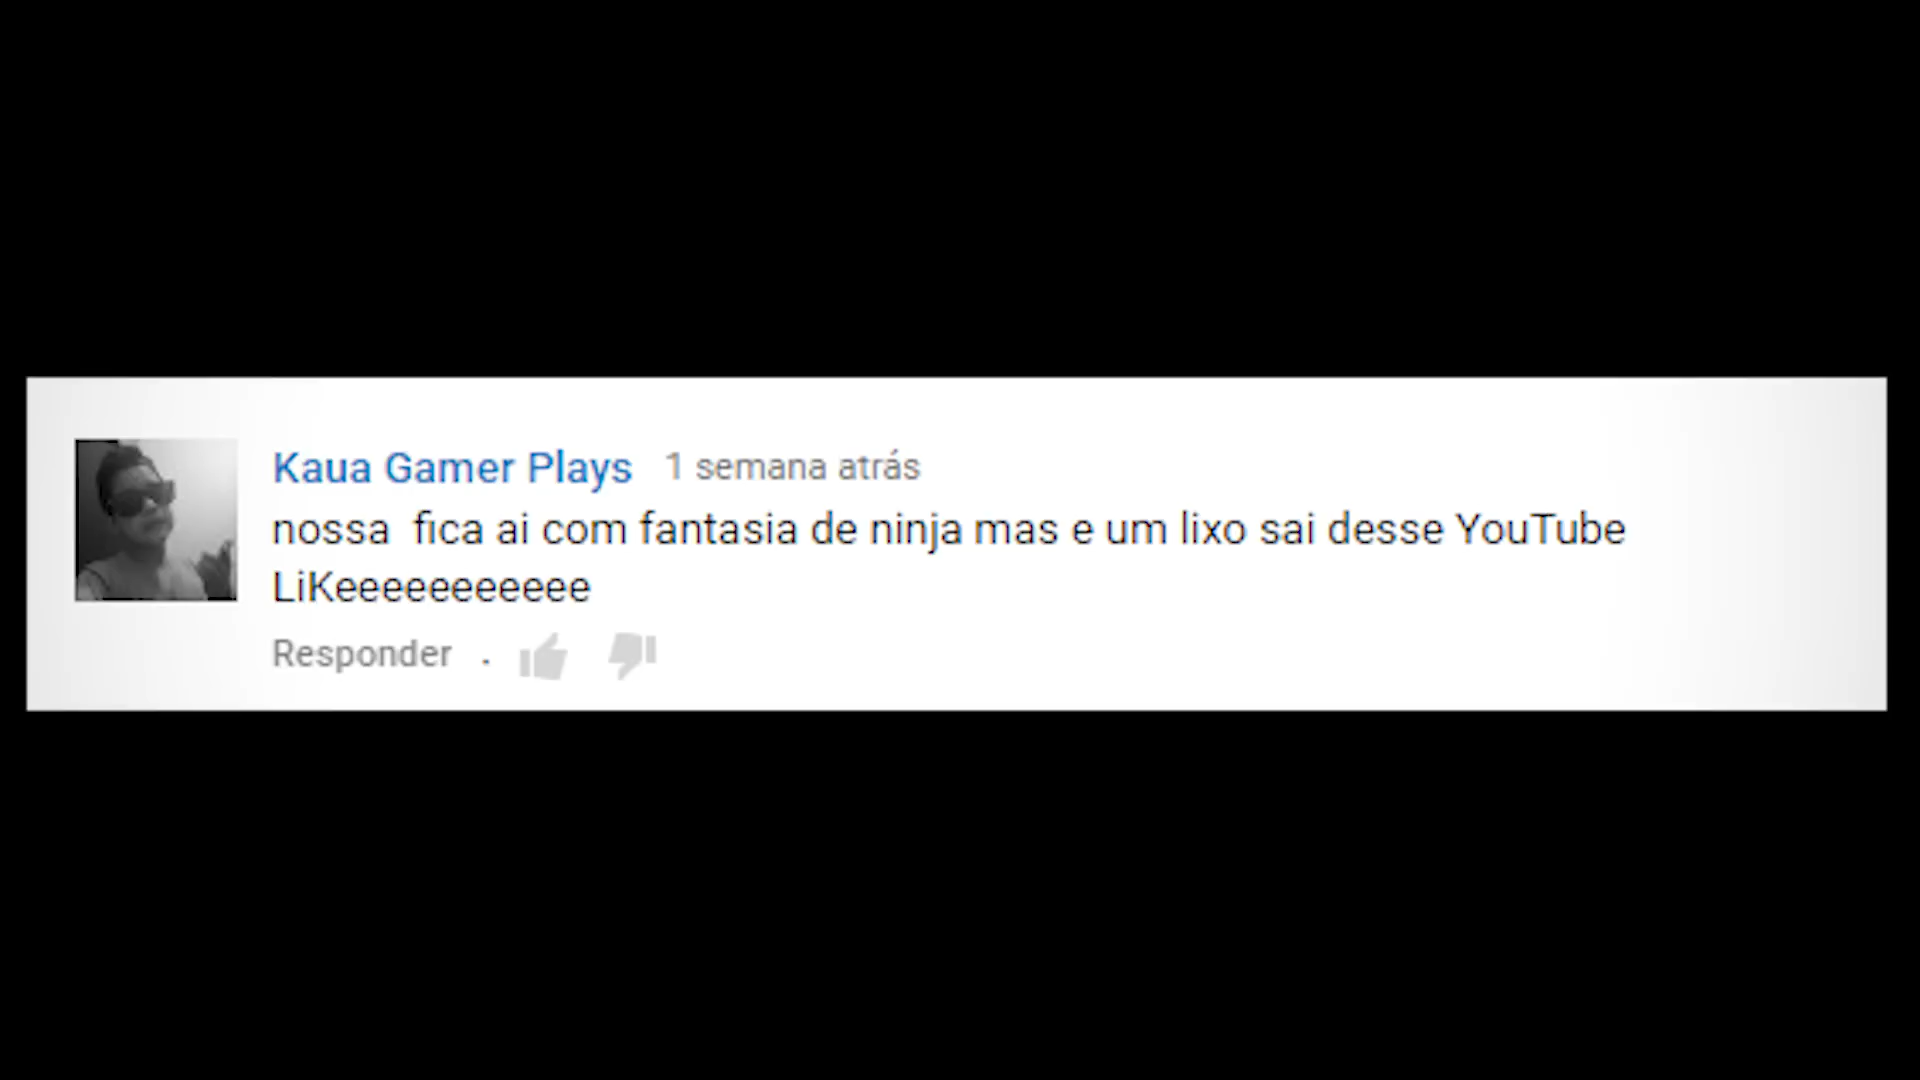 Kaua Gamer Plays 1 semana atrás
nossa fica ai com fantasia de ninja mas e um lixo sai desse YouTube
LiKeeeeeeeeeee
Responder .